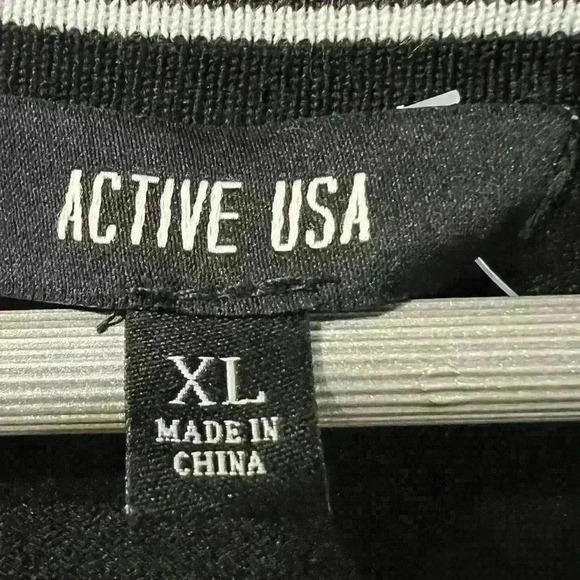 ACTIVE USA
XL
MADE IN
CHINA